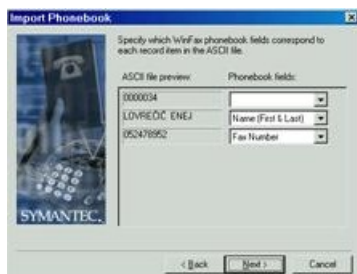 Import Phonebook
Specify which WinFax phonebook fields correspond to
each record item in the ASCII file.
ASCII file preview:
Phonebook fields:
0000034
LOVREČIČ ENEJ
Name (First & Last)
052478952
Fax Number
SYMANTEC.
< Back
Next >
Cancel